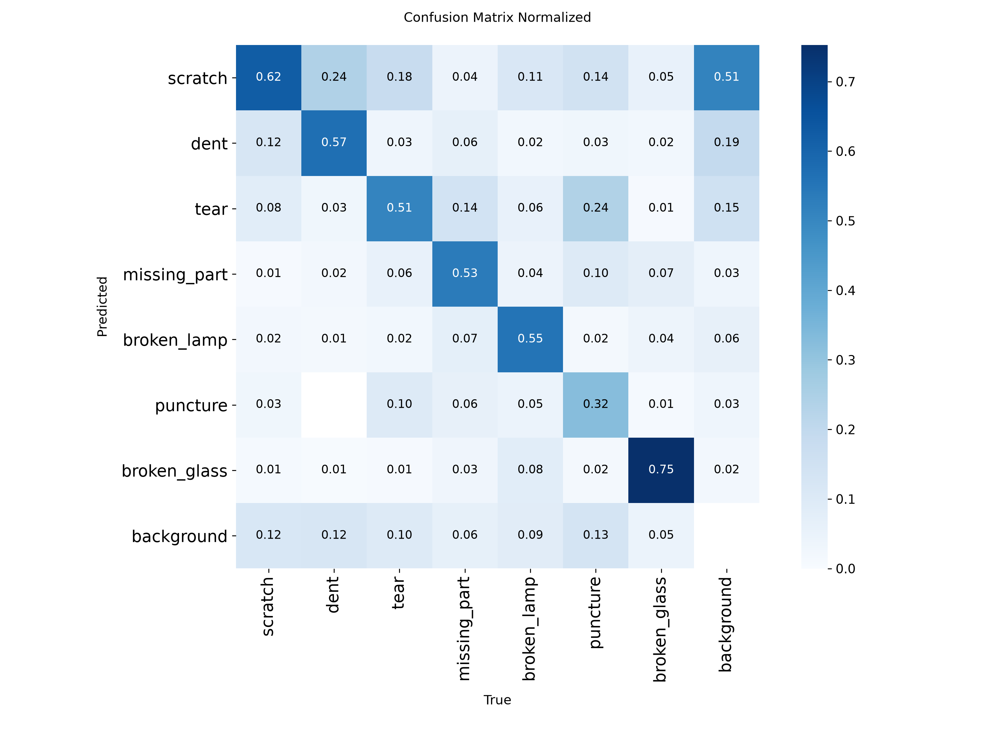 Confusion Matrix Normalized
scratch 0.62 0.24 0.18 0.04 0.11 0.14 0.05 0.51
dent 0.12 0.57 0.03 0.06 0.02 0.03 0.02 0.19
tear 0.08 0.03 0.51 0.14 0.06 0.24 0.01 0.15
missing_part 0.01 0.02 0.06 0.53 0.04 0.10 0.07 0.03
broken_lamp 0.02 0.01 0.02 0.07 0.55 0.02 0.04 0.06
puncture 0.03 0.10 0.06 0.05 0.32 0.01 0.03
broken_glass 0.01 0.01 0.01 0.03 0.08 0.02 0.75 0.02
background 0.12 0.12 0.10 0.06 0.09 0.13 0.05
Predicted
scratch dent tear missing_part broken_lamp puncture broken_glass background
True
0.7
0.6
0.5
0.4
0.3
0.2
0.1
0.0